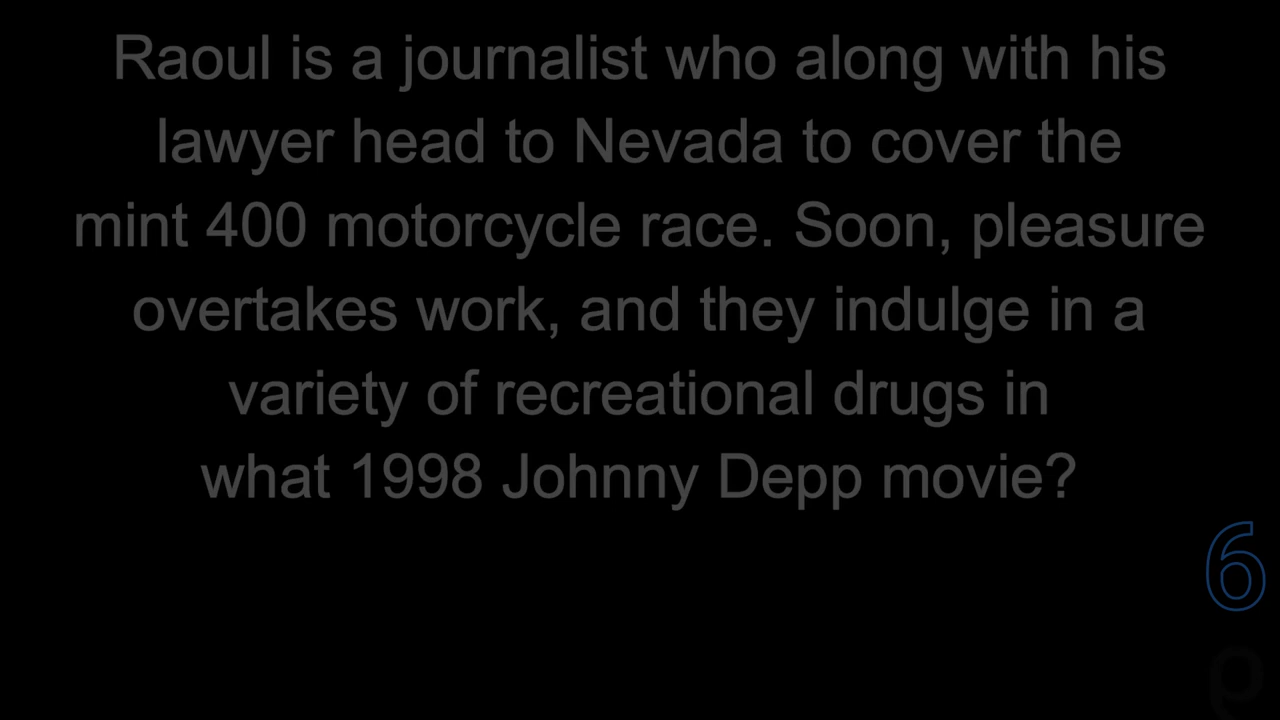 Raoul is a journalist who along with his
lawyer head to Nevada to cover the
mint 400 motorcycle race. Soon, pleasure
overtakes work, and they indulge in a
variety of recreational drugs in
what 1998 Johnny Depp movie?
6